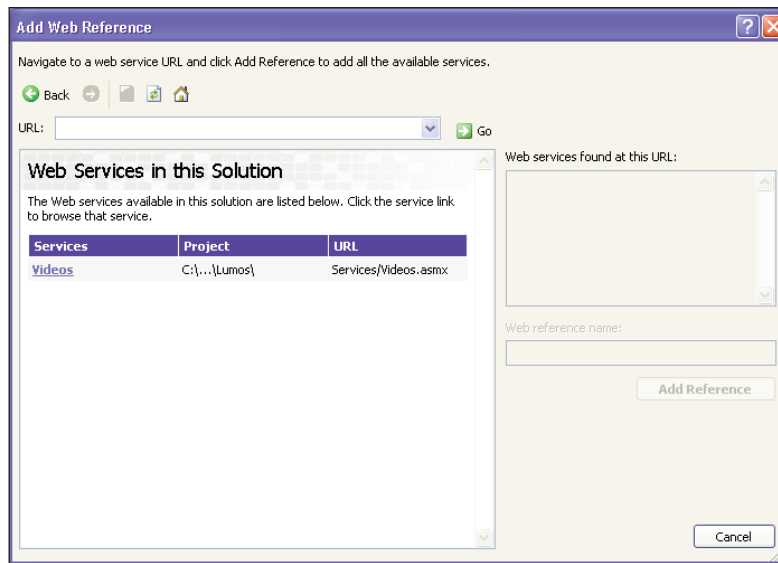 Add Web Reference
Navigate to a web service URL and click Add Reference to add all the available services.
Back
URL:
Go
Web Services in this Solution
The Web services available in this solution are listed below. Click the service link
to browse that service.
Services Project URL
Videos C:\...\Lumos\ Services/Videos.asmx
Web services found at this URL:
Web reference name:
Add Reference
Cancel